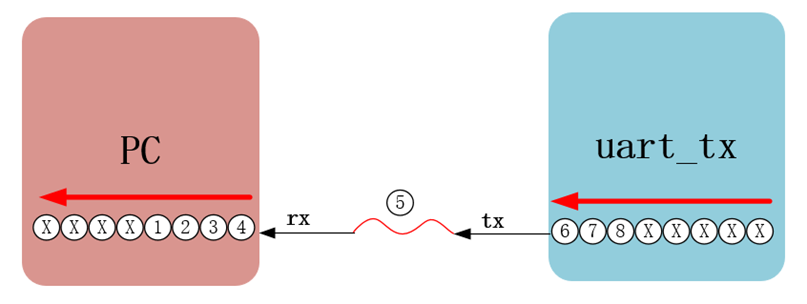 PC
uart_tx
5
rx
tx
X X X X 1 2 3 4
6 7 8 X X X X X